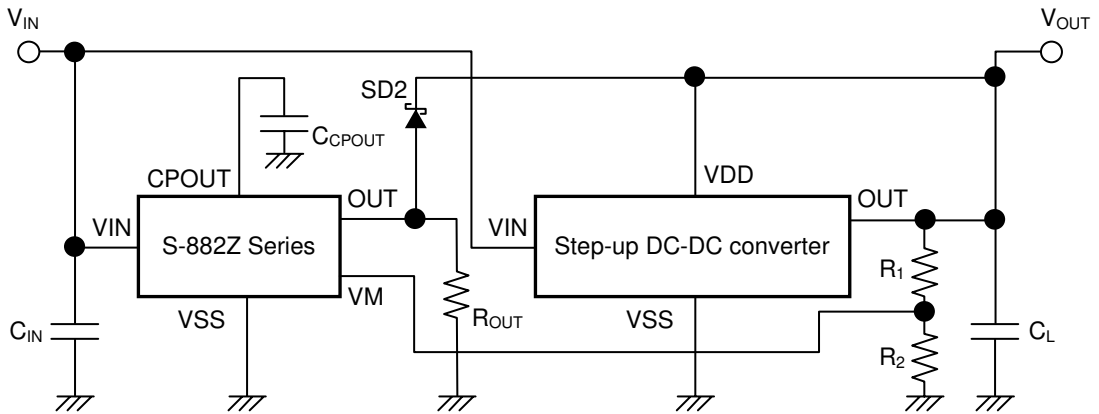 VIN
VOUT
SD2
CCPOUT
CPOUT
VDD
OUT
OUT
VIN
S-882Z Series
VIN
Step-up DC-DC converter
R1
VM
VSS
ROUT
VSS
CIN
R2
CL